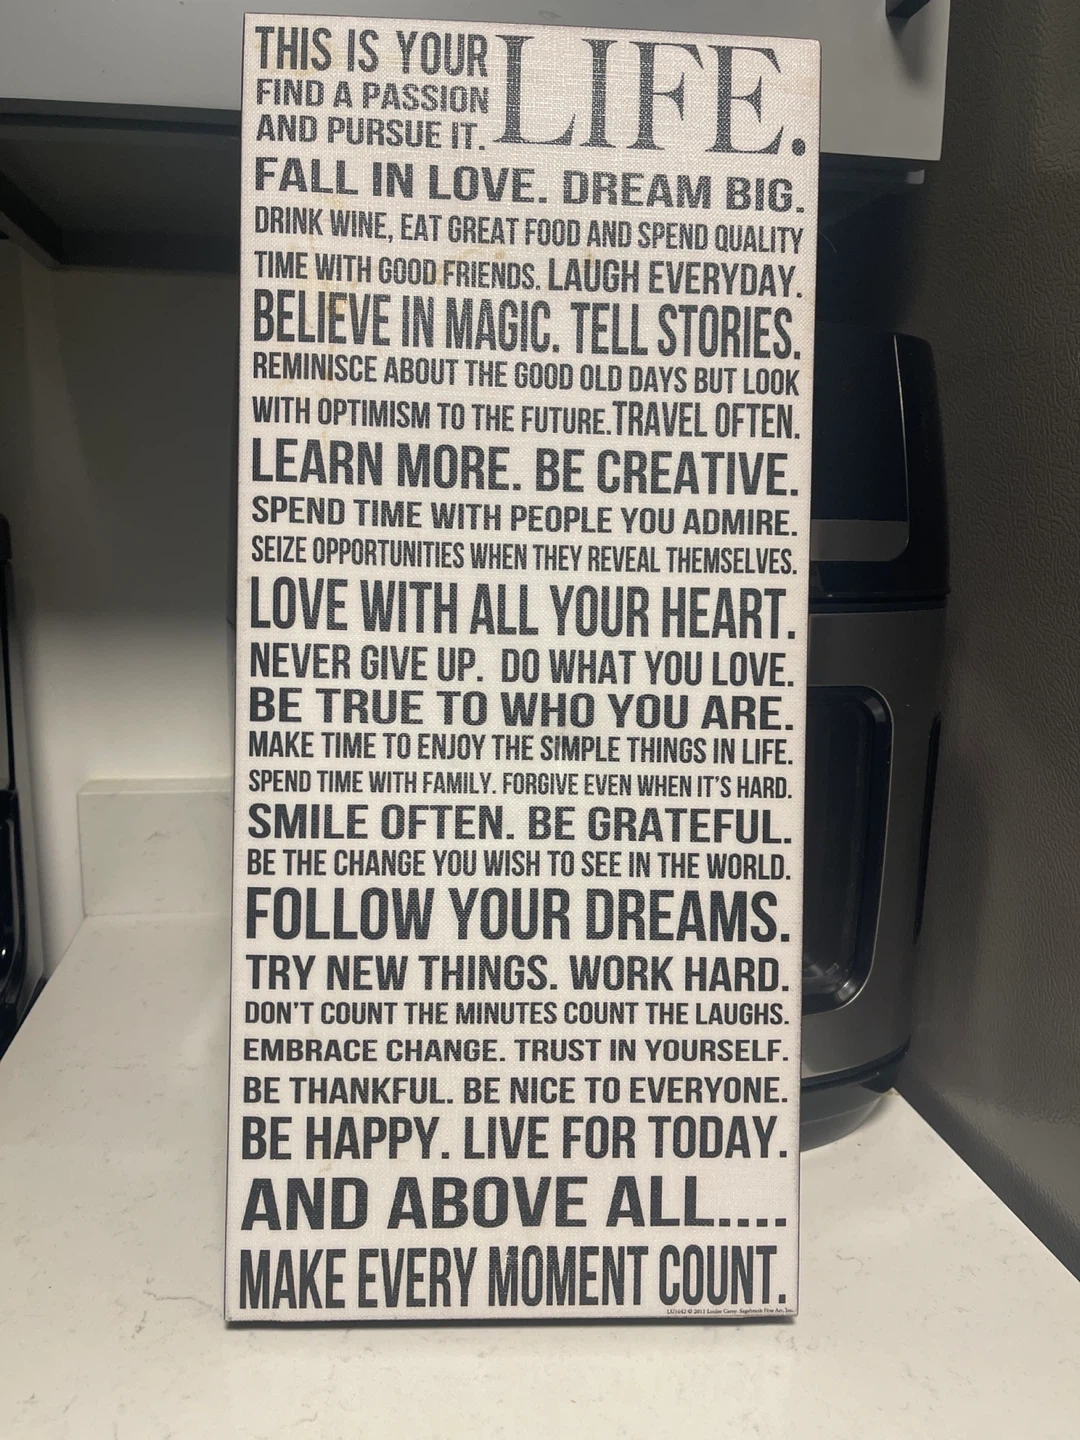 THIS IS YOUR LIFE.
FIND A PASSION
AND PURSUE IT.
FALL IN LOVE. DREAM BIG.
DRINK WINE, EAT GREAT FOOD AND SPEND QUALITY
TIME WITH GOOD FRIENDS. LAUGH EVERYDAY.
BELIEVE IN MAGIC. TELL STORIES.
REMINISCE ABOUT THE GOOD OLD DAYS BUT LOOK
WITH OPTIMISM TO THE FUTURE. TRAVEL OFTEN.
LEARN MORE. BE CREATIVE.
SPEND TIME WITH PEOPLE YOU ADMIRE.
SEIZE OPPORTUNITIES WHEN THEY REVEAL THEMSELVES.
LOVE WITH ALL YOUR HEART.
NEVER GIVE UP. DO WHAT YOU LOVE.
BE TRUE TO WHO YOU ARE.
MAKE TIME TO ENJOY THE SIMPLE THINGS IN LIFE.
SPEND TIME WITH FAMILY. FORGIVE EVEN WHEN IT'S HARD.
SMILE OFTEN. BE GRATEFUL.
BE THE CHANGE YOU WISH TO SEE IN THE WORLD.
FOLLOW YOUR DREAMS.
TRY NEW THINGS. WORK HARD.
DON'T COUNT THE MINUTES COUNT THE LAUGHS.
EMBRACE CHANGE. TRUST IN YOURSELF.
BE THANKFUL. BE NICE TO EVERYONE.
BE HAPPY. LIVE FOR TODAY.
AND ABOVE ALL....
MAKE EVERY MOMENT COUNT.
© 2011 Louise Carey Sagebrush Fine Art, Inc.